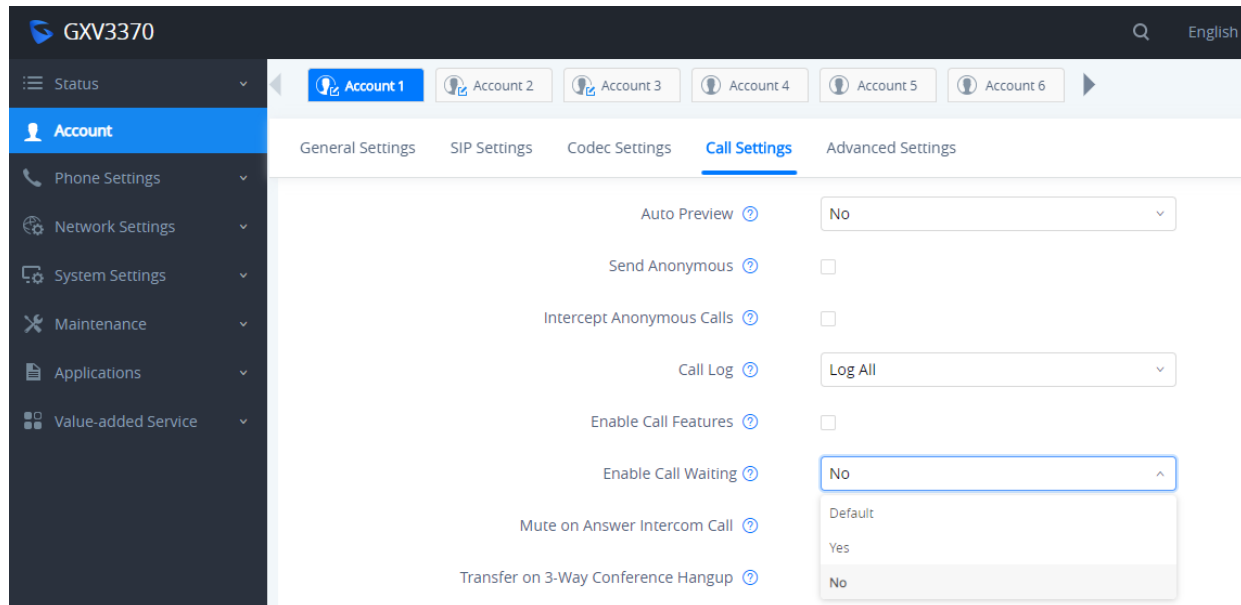 GXV3370
English
Status
Account 1
Account 2
Account 3
Account 4
Account 5
Account 6
Account
General Settings
SIP Settings
Codec Settings
Call Settings
Advanced Settings
Phone Settings
Network Settings
System Settings
Maintenance
Applications
Value-added Service
Auto Preview
No
Send Anonymous
Intercept Anonymous Calls
Call Log
Log All
Enable Call Features
Enable Call Waiting
No
Default
Yes
No
Mute on Answer Intercom Call
Transfer on 3-Way Conference Hangup